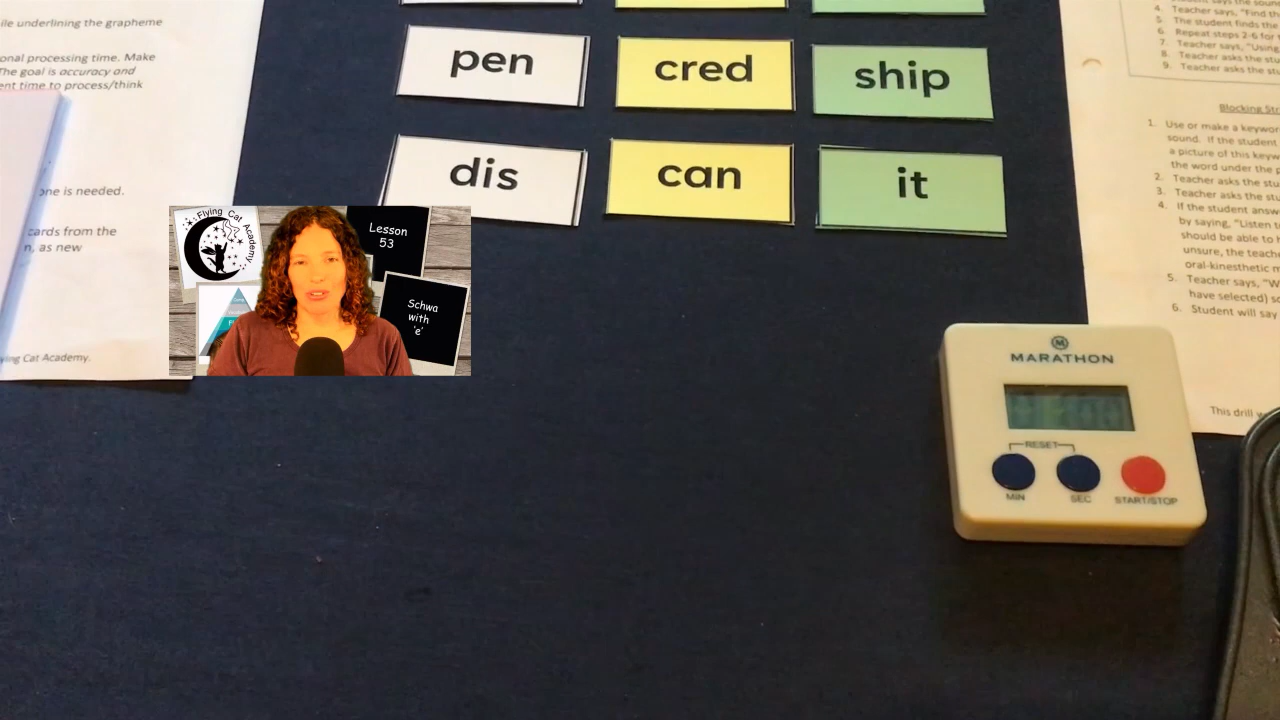 ile underlining the grapheme
onal processing time. Make
The goal is accuracy and
ent time to process/think
one is needed.
cards from the
n, as new
ying Cat Academy.
pen
cred
ship
dis
can
it
Flying Cat Academy
Lesson
53
Schwa
with
'e'
4. Teacher says, "Find th
5. The student finds the
6. Repeat steps 2-6 for
7. Teacher says, "Using
8. Teacher asks the stu
9. Teacher asks the stu
Blocking Str
1. Use or make a keywor
sound. If the student
a picture of this keyw
the word under the p
2. Teacher asks the stu
3. Teacher asks the stu
4. If the student answ
by saying, "Listen t
should be able to h
unsure, the teache
oral-kinesthetic m
5. Teacher says, "W
have selected) s
6. Student will say
This drill w
MARATHON
RESET
MIN
SEC
START/STOP